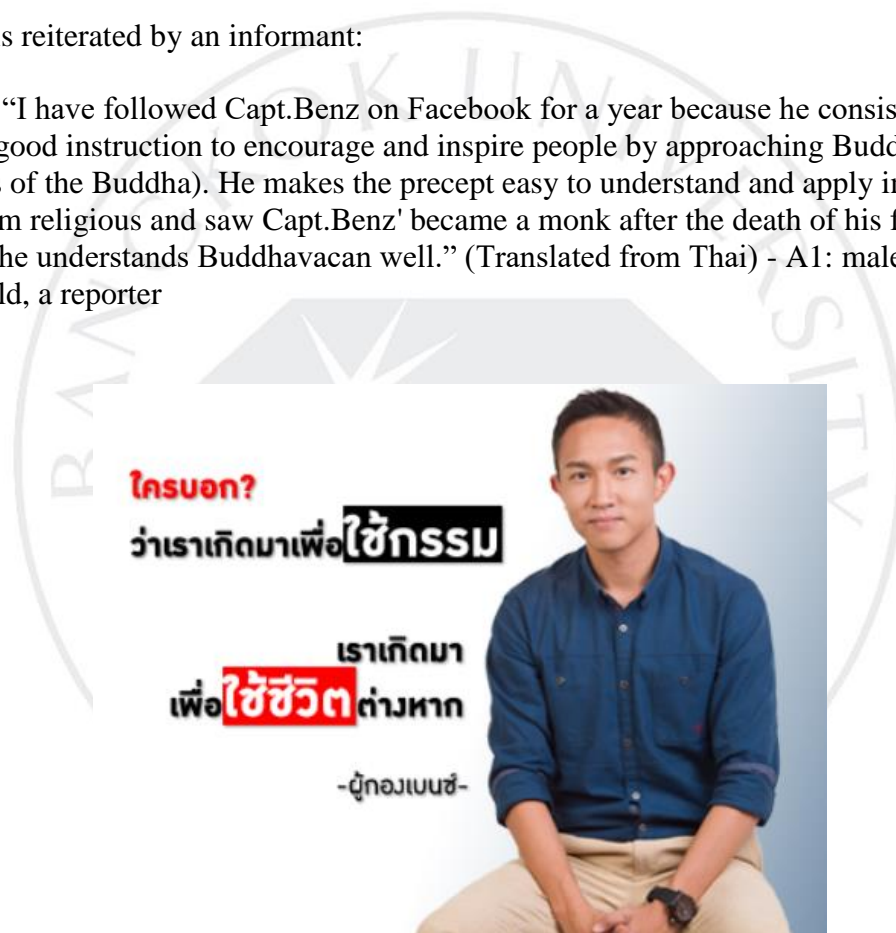 s reiterated by an informant:
“I have followed Capt.Benz on Facebook for a year because he consis
good instruction to encourage and inspire people by approaching Budd
s of the Buddha). He makes the precept easy to understand and apply in
m religious and saw Capt.Benz' became a monk after the death of his f
he understands Buddhavacan well.” (Translated from Thai) - A1: male
ld, a reporter
BANGKOK UNIVERSITY
ใครบอก?
ว่าเราเกิดมาเพื่อใช้กรรม
เราเกิดมา
เพื่อใช้ชีวิตต่างหาก
-ผู้กองเบนซ์-